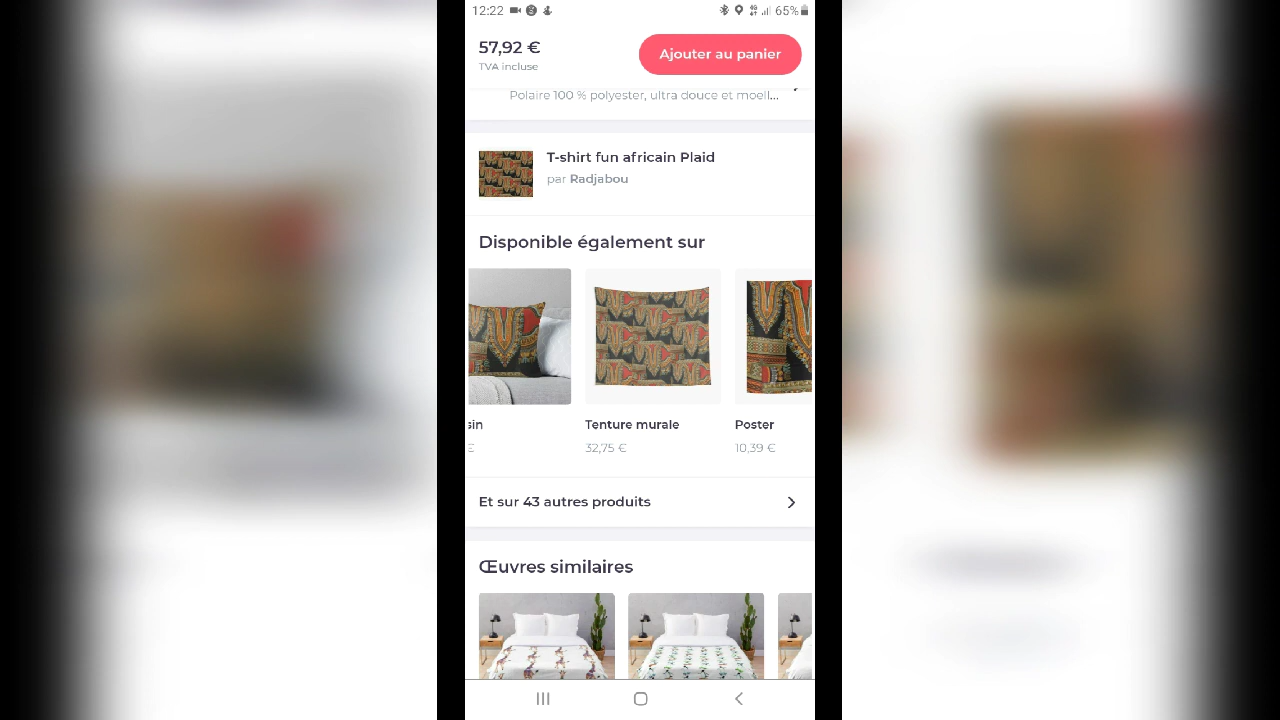 12:22
65%
57,92 €
TVA incluse
Ajouter au panier
Polaire 100 % polyester, ultra douce et moell...
T-shirt fun africain Plaid
par Radjabou
Disponible également sur
sin
Tenture murale
Poster
€
32,75 €
10,39 €
Et sur 43 autres produits
Œuvres similaires